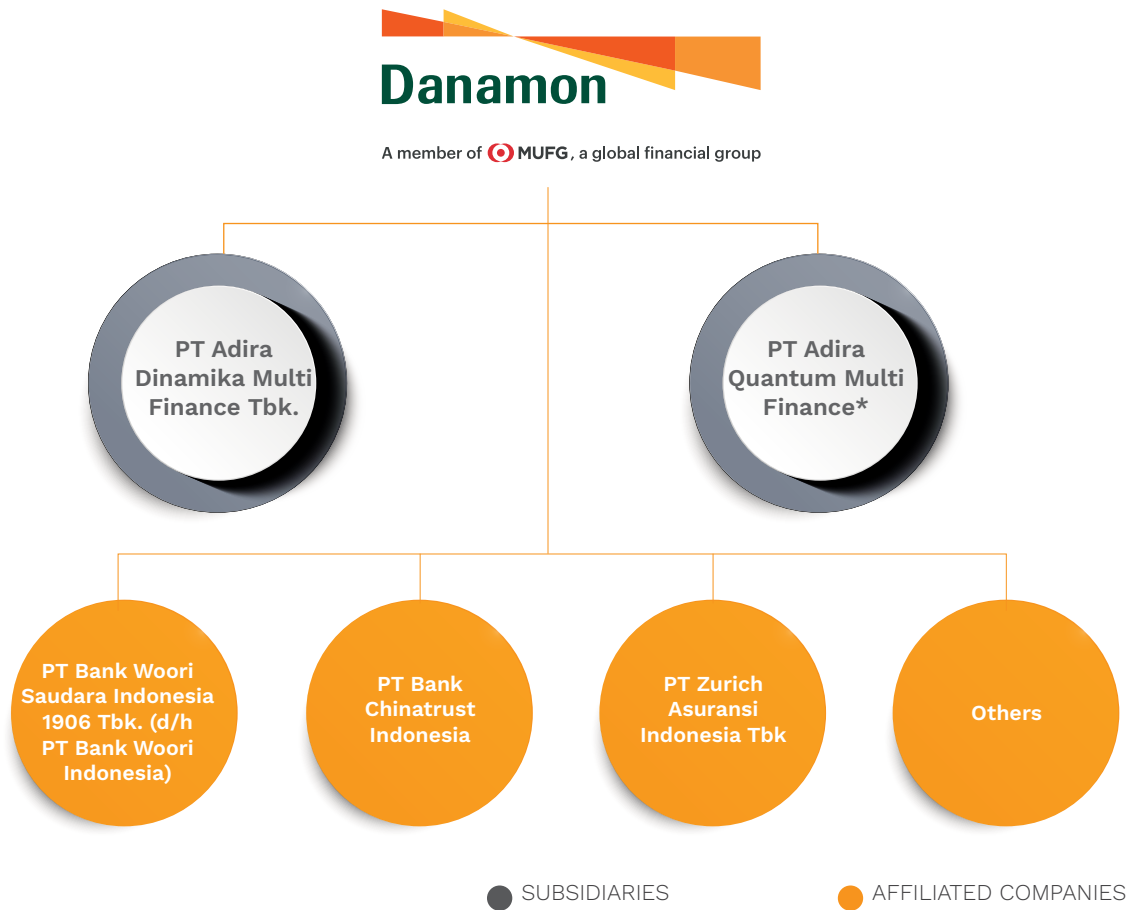 Danamon
A member of MUFG, a global financial group
PT Adira
Dinamika Multi
Finance Tbk.
PT Adira
Quantum Multi
Finance*
PT Bank Woori
Saudara Indonesia
1906 Tbk. (d/h
PT Bank Woori
Indonesia)
PT Bank
Chinatrust
Indonesia
PT Zurich
Asuransi
Indonesia Tbk
Others
SUBSIDIARIES
AFFILIATED COMPANIES